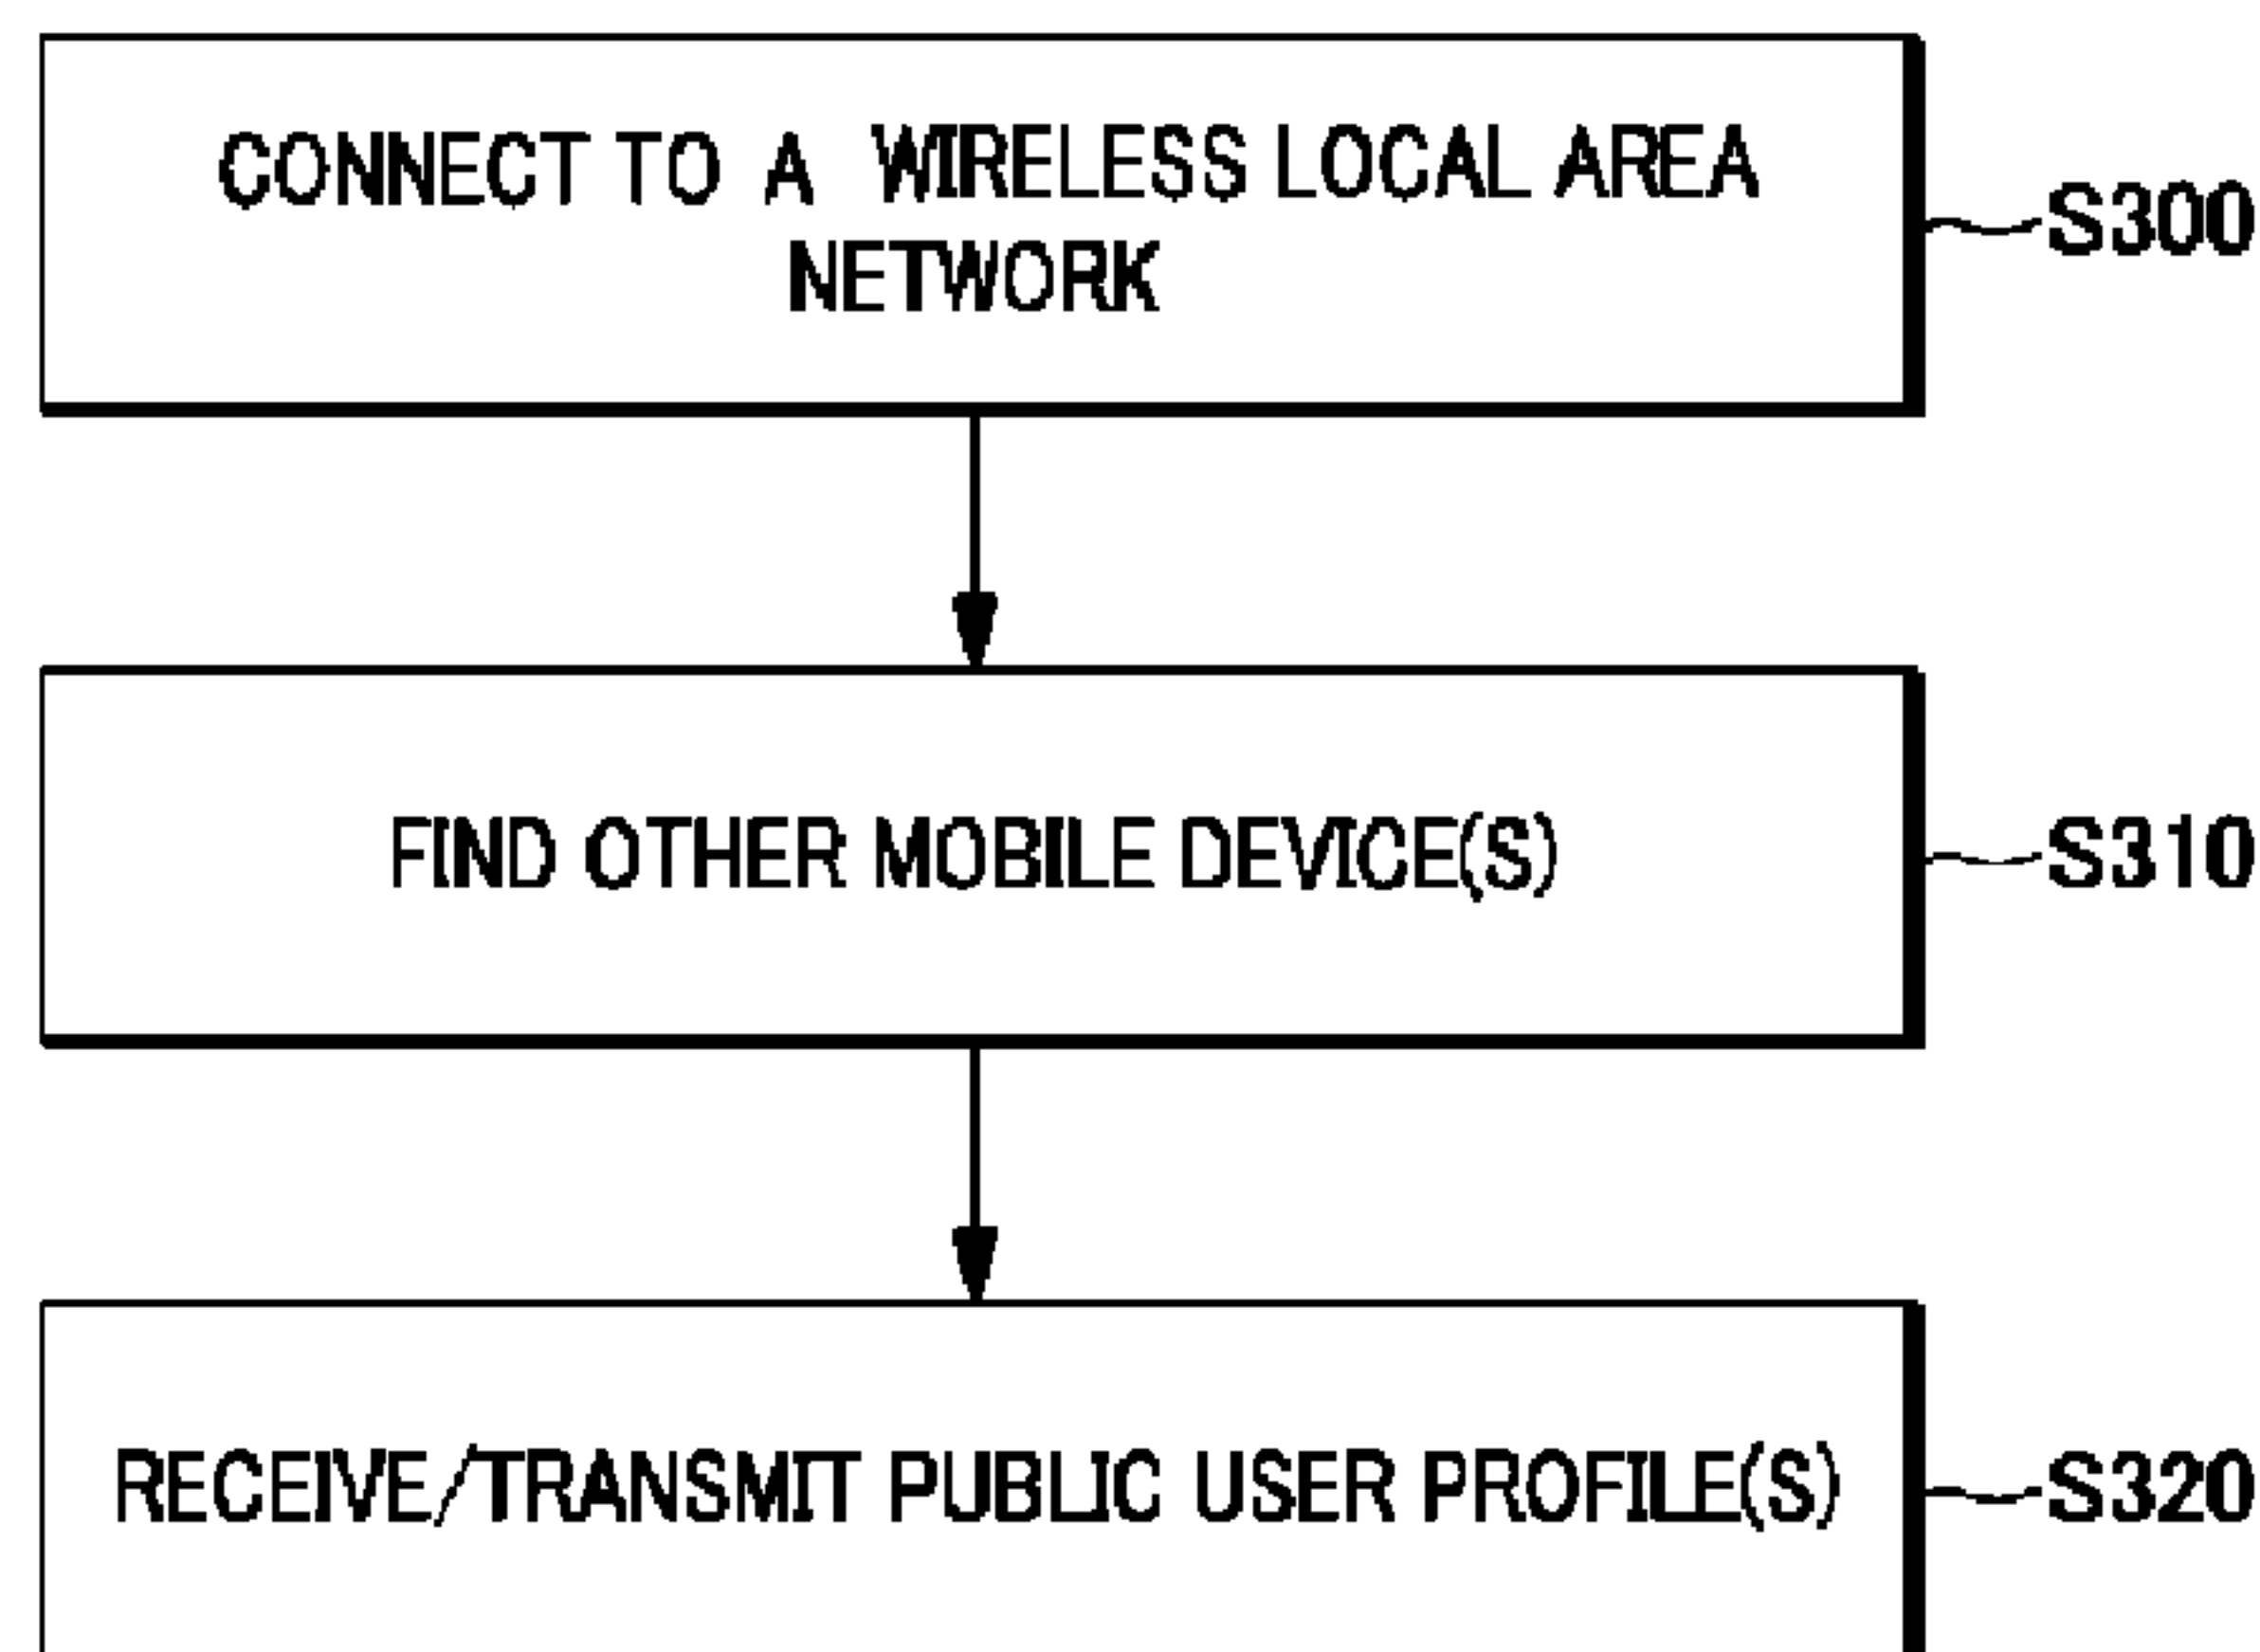 CONNECT TO A WIRELESS LOCAL AREA
NETWORK
S300
FIND OTHER MOBILE DEVICE(S)
S310
RECEIVE/TRANSMIT PUBLIC USER PROFILE(S)
S320